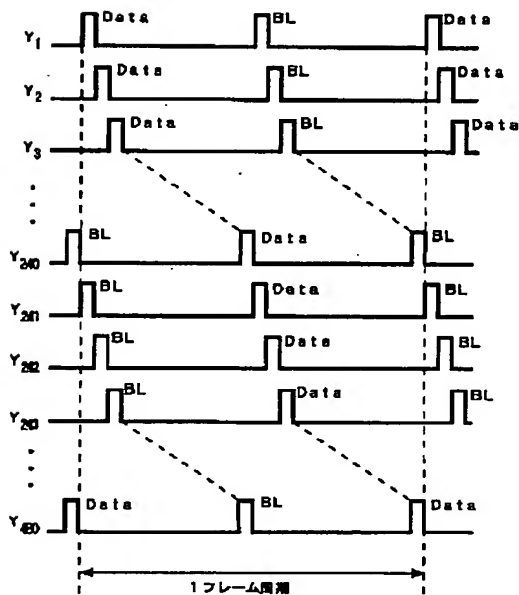 Y1 Data BL Data
Y2 Data BL Data
Y3 Data BL Data
Y240 BL Data BL
Y241 BL Data BL
Y242 BL Data BL
Y243 BL Data BL
Y480 Data BL Data
1フレーム周期